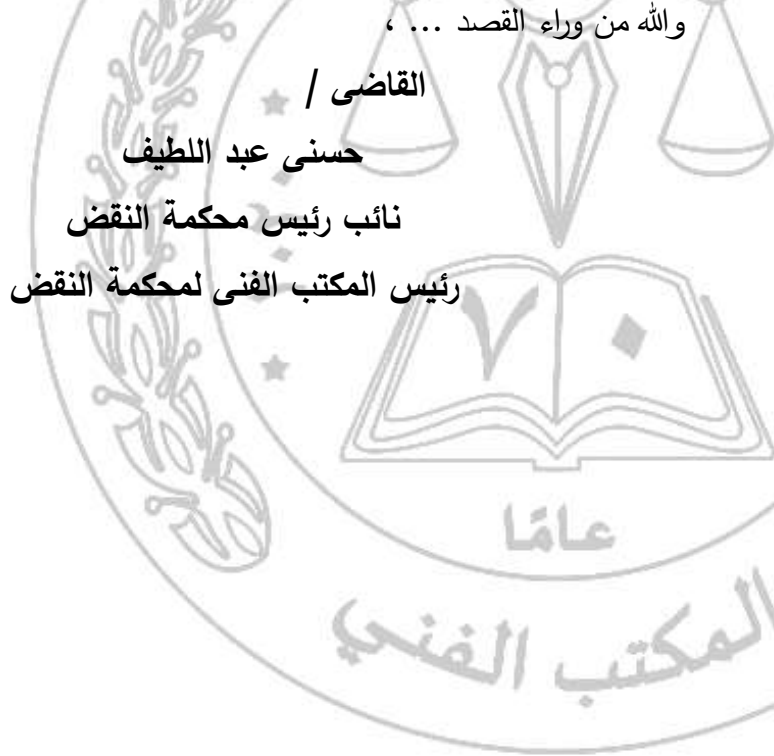 والله من وراء القصد ... ،
القاضى /
حسنى عبد اللطيف
نائب رئيس محكمة النقض
رئيس المكتب الفنى لمحكمة النقض
٧٠
عامًا
المكتب الفني